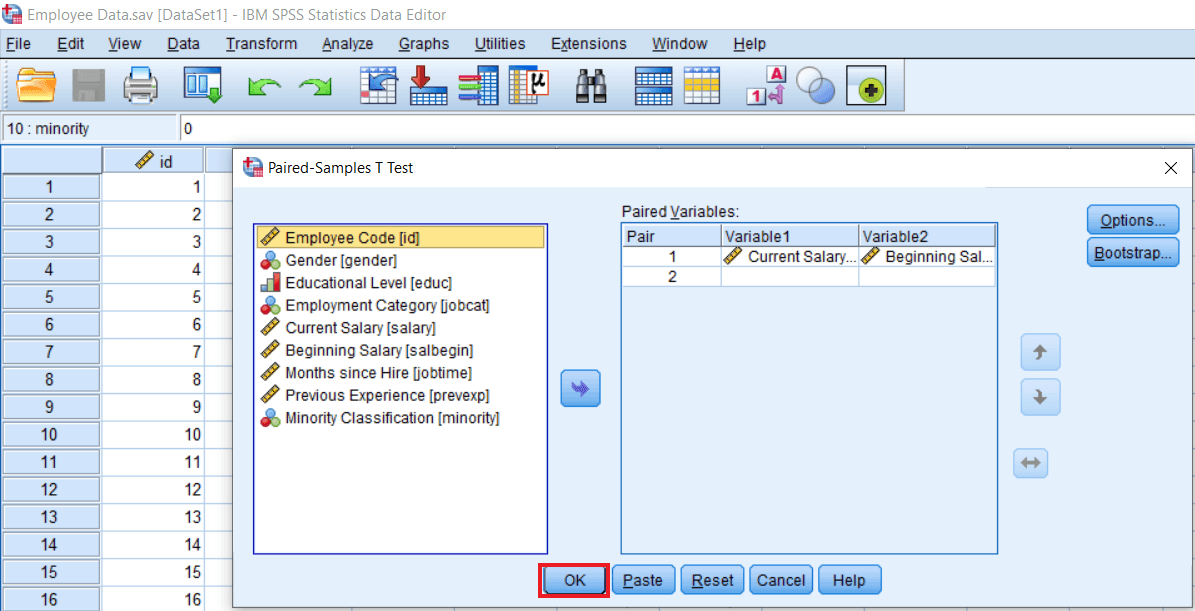 Employee Data.sav [DataSet1] - IBM SPSS Statistics Data Editor
File Edit View Data Transform Analyze Graphs Utilities Extensions Window Help
μ
A
1
10 : minority 0
id
1 1
2 2
3 3
4 4
5 5
6 6
7 7
8 8
9 9
10 10
11 11
12 12
13 13
14 14
15 15
16 16
Paired-Samples T Test
Employee Code [id]
Gender [gender]
Educational Level [educ]
Employment Category [jobcat]
Current Salary [salary]
Beginning Salary [salbegin]
Months since Hire [jobtime]
Previous Experience [prevexp]
Minority Classification [minority]
Paired Variables:
Pair Variable1 Variable2
1 Current Salary... Beginning Sal...
2
Options...
Bootstrap...
OK Paste Reset Cancel Help